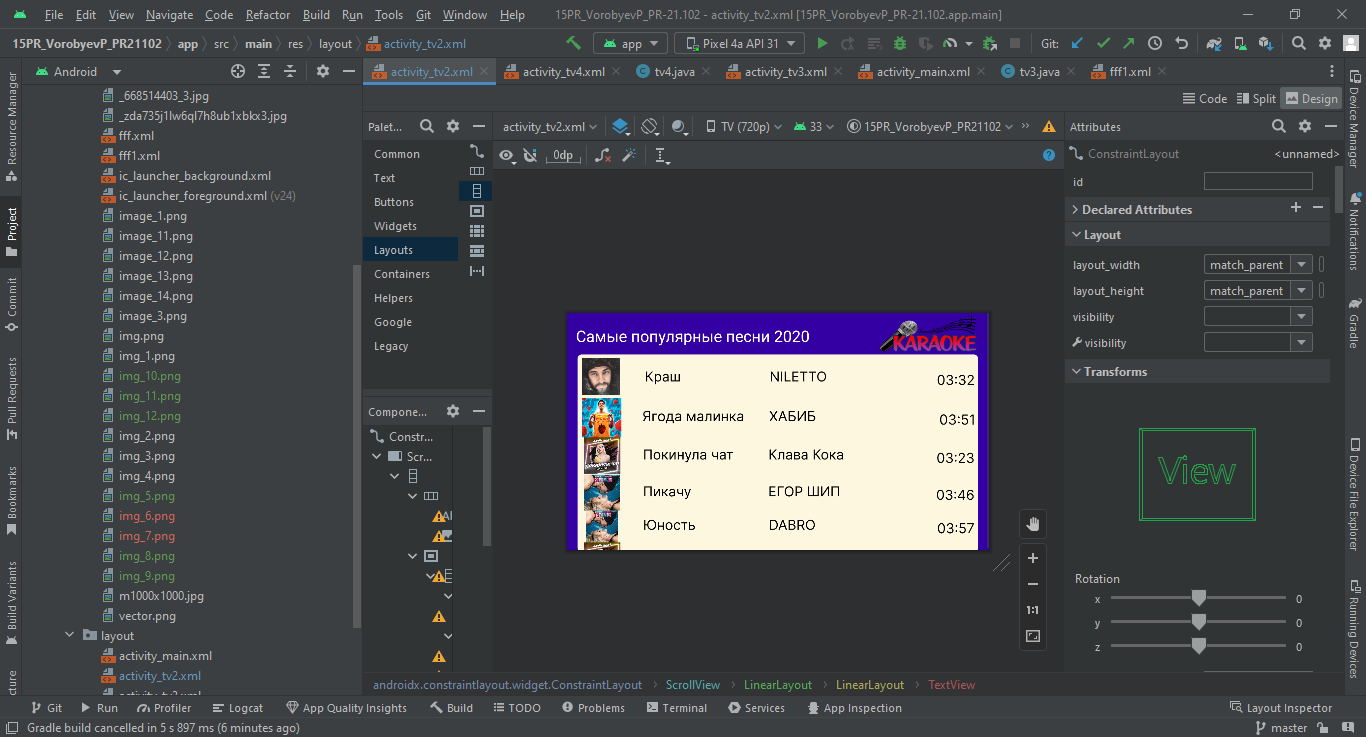 File Edit View Navigate Code Refactor Build Run Tools Git Window Help 15PR_VorobyevP_PR-21.102 - activity_tv2.xml [15PR_VorobyevP_PR-21.102.app.main]
15PR_VorobyevP_PR21102 app src main res layout activity_tv2.xml app Pixel 4a API 31 Git:
Android activity_tv2.xml activity_tv4.xml tv4.java activity_tv3.xml activity_main.xml tv3.java fff1.xml
Code Split Design
Resource Manager
Project
Commit
Pull Requests
Bookmarks
Build Variants
cture
_668514403_3.jpg
_zda735j1lw6ql7h8ub1xbkx3.jpg
fff.xml
fff1.xml
ic_launcher_background.xml
ic_launcher_foreground.xml (v24)
image_1.png
image_11.png
image_12.png
image_13.png
image_14.png
image_3.png
img.png
img_1.png
img_10.png
img_11.png
img_12.png
img_2.png
img_3.png
img_4.png
img_5.png
img_6.png
img_7.png
img_8.png
img_9.png
m1000x1000.jpg
vector.png
layout
activity_main.xml
activity_tv2.xml
activity_tv3.xml
Palet...
Common
Text
Buttons
Widgets
Layouts
Containers
Helpers
Google
Legacy
Compone...
Constr...
Scr...
activity_tv2.xml TV (720p) 33 15PR_VorobyevP_PR21102
0dp
Самые популярные песни 2020 KARAOKE
Краш NILETTO 03:32
Ягода малинка ХАБИБ 03:51
Покинула чат Клава Кока 03:23
Пикачу ЕГОР ШИП 03:46
Юность DABRO 03:57
1:1
Attributes
ConstraintLayout <unnamed>
id
Declared Attributes
Layout
layout_width match_parent
layout_height match_parent
visibility
visibility
Transforms
View
Rotation
x 0
y 0
z 0
Device Manager
Notifications
Gradle
Device File Explorer
Running Devices
androidx.constraintlayout.widget.ConstraintLayout ScrollView LinearLayout LinearLayout TextView
Git Run Profiler Logcat App Quality Insights Build TODO Problems Terminal Services App Inspection Layout Inspector
Gradle build cancelled in 5 s 897 ms (6 minutes ago) master